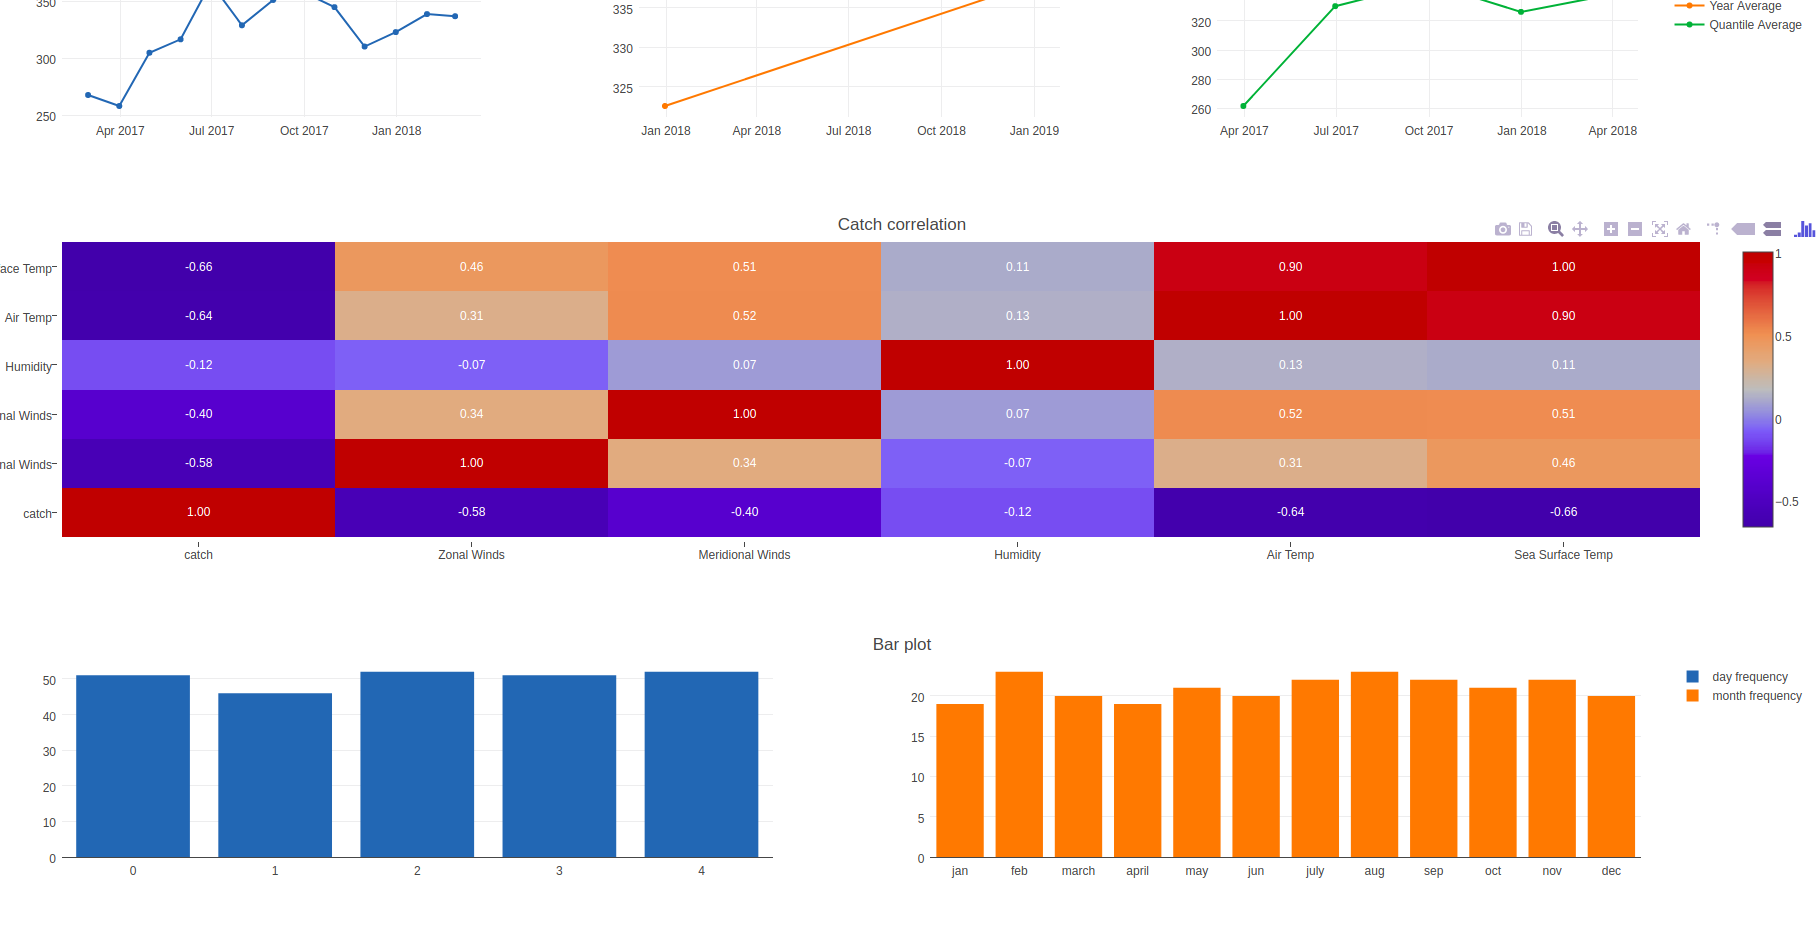 350
300
250
Apr 2017 Jul 2017 Oct 2017 Jan 2018
335
330
325
Jan 2018 Apr 2018 Jul 2018 Oct 2018 Jan 2019
320
300
280
260
Apr 2017 Jul 2017 Oct 2017 Jan 2018 Apr 2018
Year Average
Quantile Average
Catch correlation
ace Temp -0.66 0.46 0.51 0.11 0.90 1.00
Air Temp -0.64 0.31 0.52 0.13 1.00 0.90
Humidity -0.12 -0.07 0.07 1.00 0.13 0.11
nal Winds -0.40 0.34 1.00 0.07 0.52 0.51
nal Winds -0.58 1.00 0.34 -0.07 0.31 0.46
catch 1.00 -0.58 -0.40 -0.12 -0.64 -0.66
catch Zonal Winds Meridional Winds Humidity Air Temp Sea Surface Temp
1
0.5
0
−0.5
Bar plot
50
40
30
20
10
0
0 1 2 3 4
20
15
10
5
0
jan feb march april may jun july aug sep oct nov dec
day frequency
month frequency